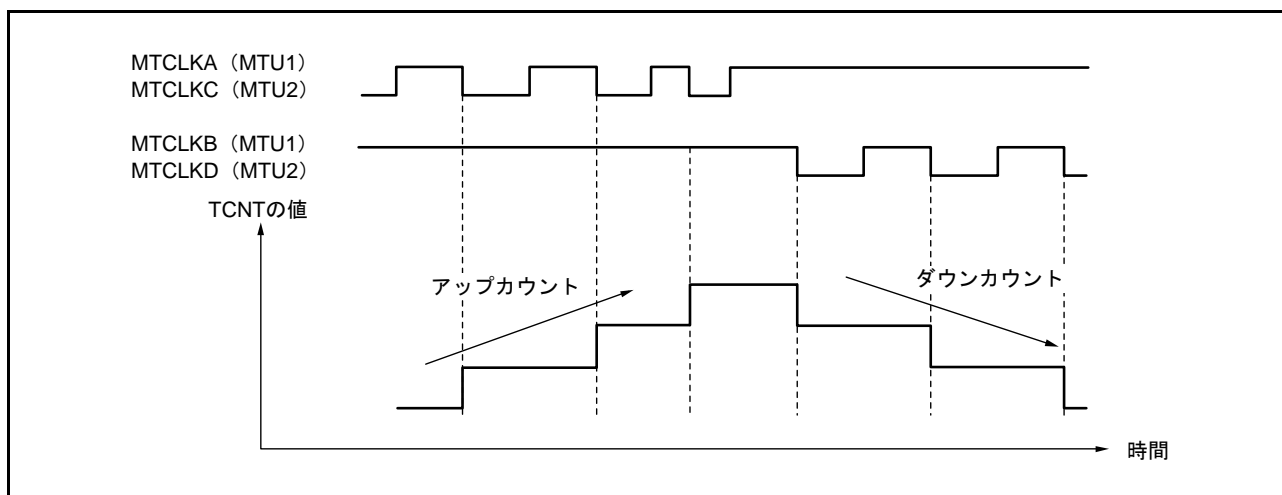 MTCLKA（MTU1）
MTCLKC（MTU2）
MTCLKB（MTU1）
MTCLKD（MTU2）
TCNTの値
アップカウント
ダウンカウント
時間